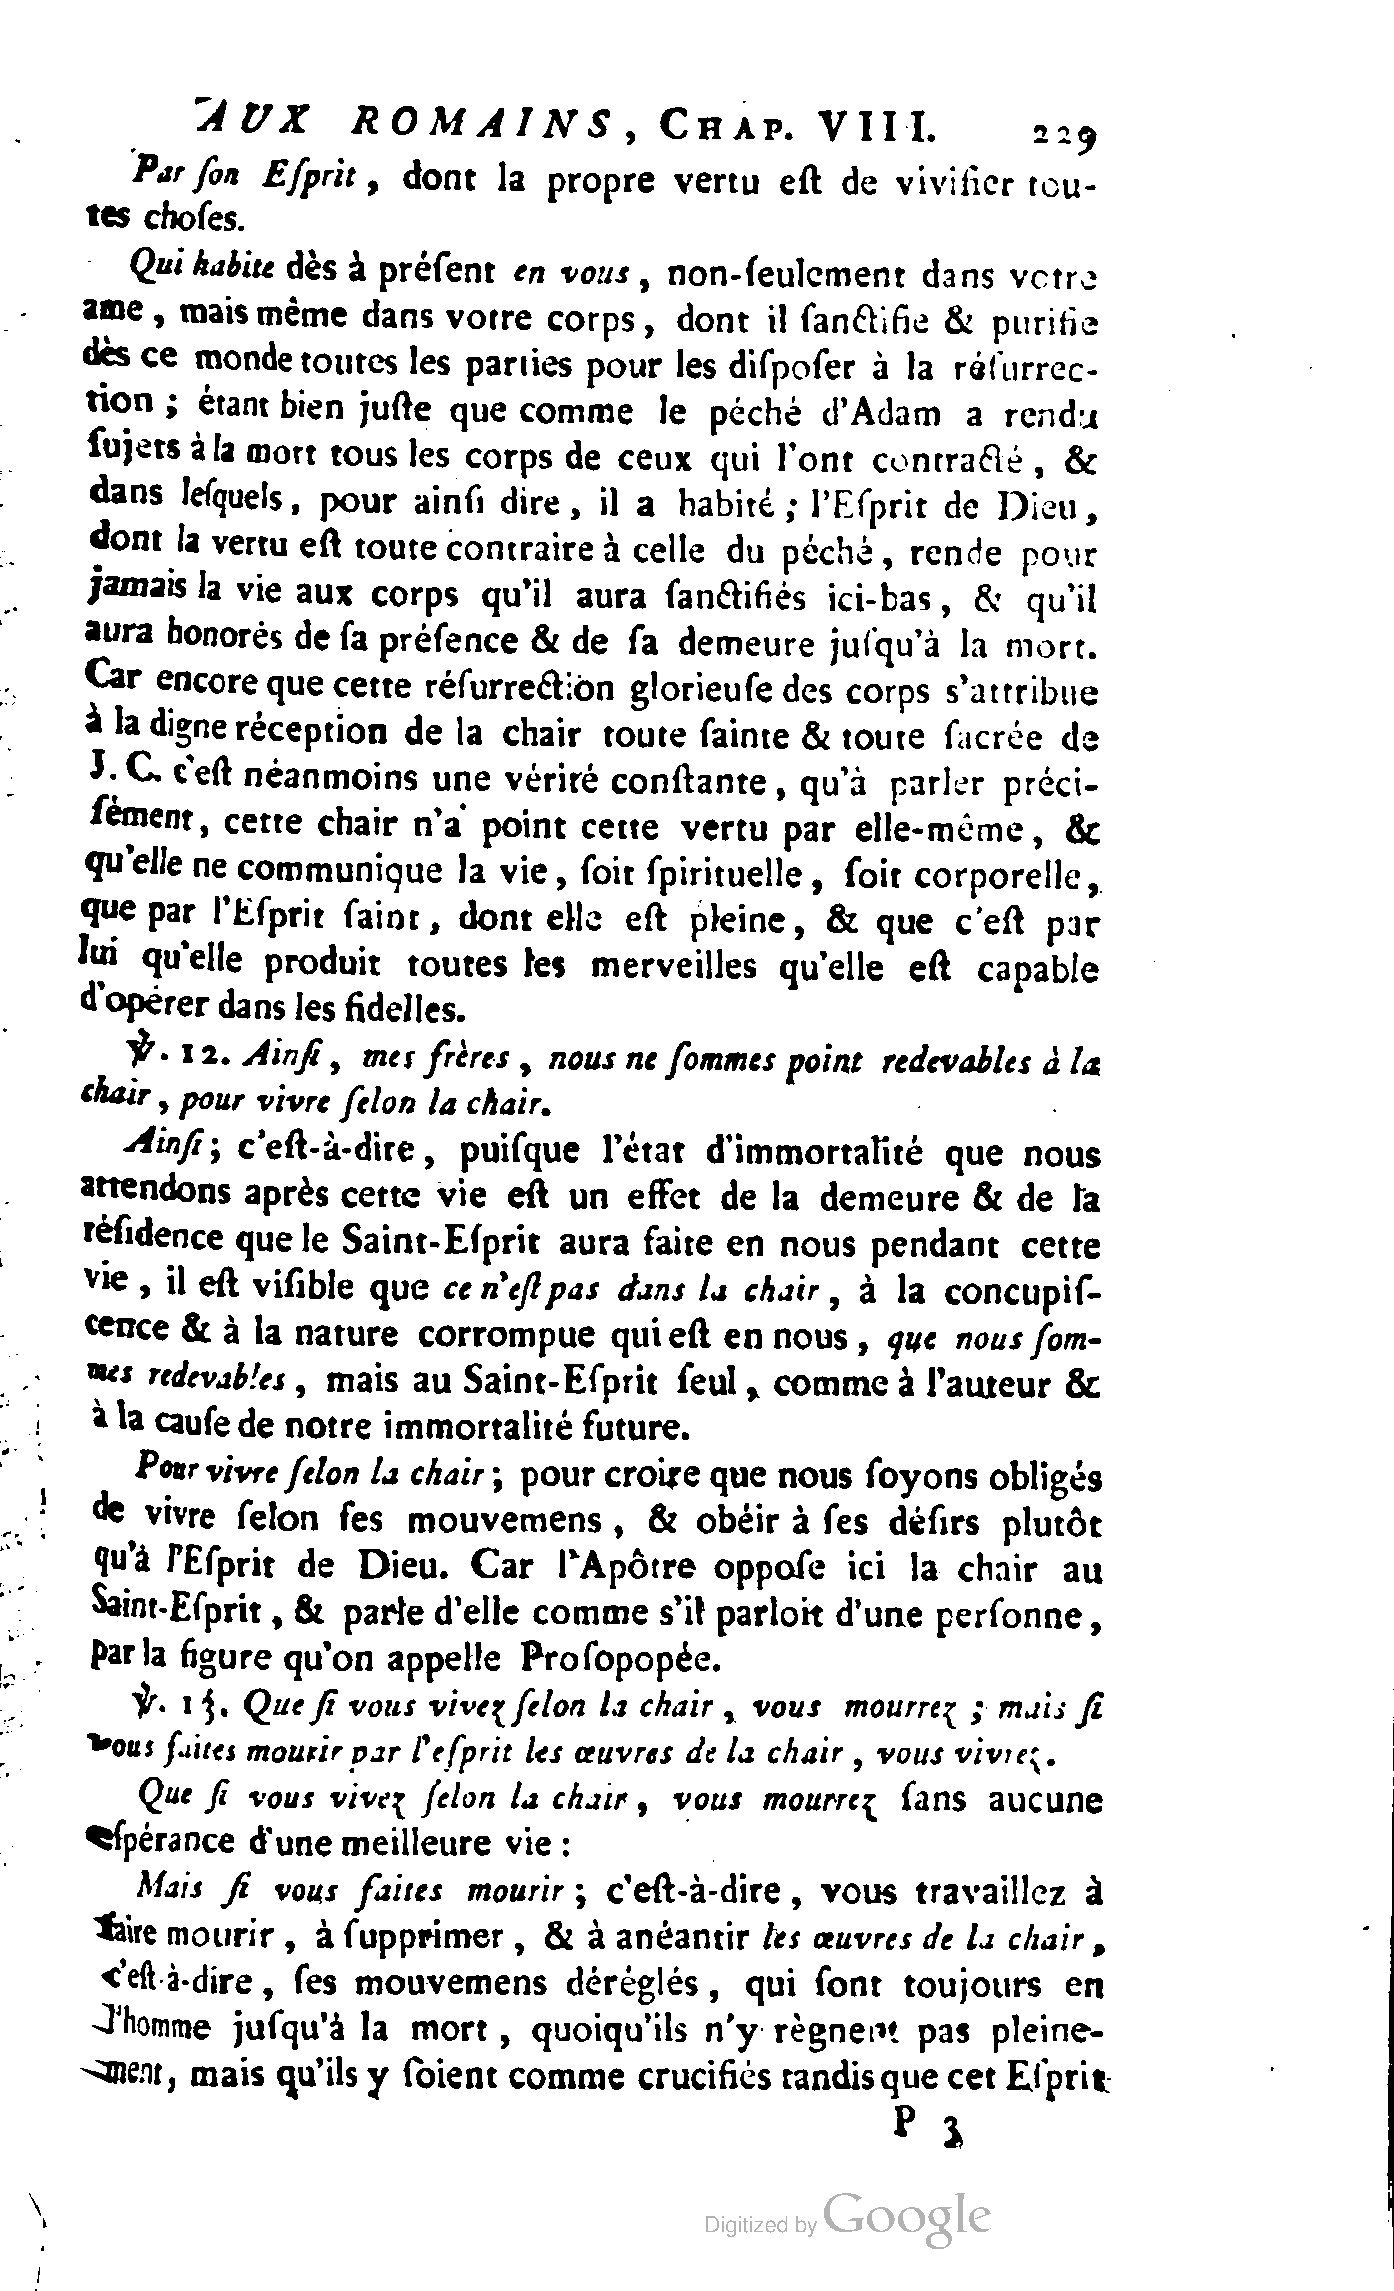 AUX ROMAINS, CHAP. VIII. 229
Par ſon Eſprit, dont la propre vertu eſt de vivifier tou-
tes choſes.
Qui habite dès à préſent en vous, non-ſeulement dans votre
ame, mais même dans votre corps, dont il ſanctifie & purifie
dès ce monde toutes les parties pour les diſpoſer à la réſurrec-
tion; étant bien juſte que comme le péché d'Adam a rendu
ſujets à la mort tous les corps de ceux qui l'ont contracté, &
dans leſquels, pour ainſi dire, il a habité; l'Eſprit de Dieu,
dont la vertu eſt toute contraire à celle du péché, rende pour
jamais la vie aux corps qu'il aura ſanctifiés ici-bas, & qu'il
aura honorés de ſa préſence & de ſa demeure juſqu'à la mort.
Car encore que cette réſurrection glorieuſe des corps s'attribue
à la digne réception de la chair toute ſainte & toute ſacrée de
J. C. c'eſt néanmoins une vérité conſtante, qu'à parler préci-
ſément, cette chair n'a point cette vertu par elle-même, &
qu'elle ne communique la vie, ſoit ſpirituelle, ſoit corporelle,
que par l'Eſprit ſaint, dont elle eſt pleine, & que c'eſt par
lui qu'elle produit toutes les merveilles qu'elle eſt capable
d'opérer dans les fidelles.
℣. 12. Ainſi, mes frères, nous ne ſommes point redevables à la
chair, pour vivre ſelon la chair.
Ainſi; c'eſt-à-dire, puiſque l'état d'immortalité que nous
attendons après cette vie eſt un effet de la demeure & de la
réſidence que le Saint-Eſprit aura faite en nous pendant cette
vie, il eſt viſible que ce n'eſt pas dans la chair, à la concupiſ-
cence & à la nature corrompue qui eſt en nous, que nous ſom-
mes redevables, mais au Saint-Eſprit ſeul, comme à l'auteur &
à la cauſe de notre immortalité future.
Pour vivre ſelon la chair; pour croire que nous ſoyons obligés
de vivre ſelon ſes mouvemens, & obéir à ſes déſirs plutôt
qu'à l'Eſprit de Dieu. Car l'Apôtre oppoſe ici la chair au
Saint-Eſprit, & parle d'elle comme s'il parloit d'une perſonne,
par la figure qu'on appelle Proſopopée.
℣. 13. Que ſi vous vivez ſelon la chair, vous mourrez; mais ſi
vous faites mourir par l'eſprit les œuvres de la chair, vous vivrez.
Que ſi vous vivez ſelon la chair, vous mourrez ſans aucune
eſpérance d'une meilleure vie:
Mais ſi vous faites mourir; c'eſt-à-dire, vous travaillez à
faire mourir, à ſupprimer, & à anéantir les œuvres de la chair,
c'eſt-à-dire, ſes mouvemens déréglés, qui ſont toujours en
l'homme juſqu'à la mort, quoiqu'ils n'y règnent pas pleine-
ment, mais qu'ils y ſoient comme crucifiés tandis que cet Eſprit
P 3
Digitized by Google